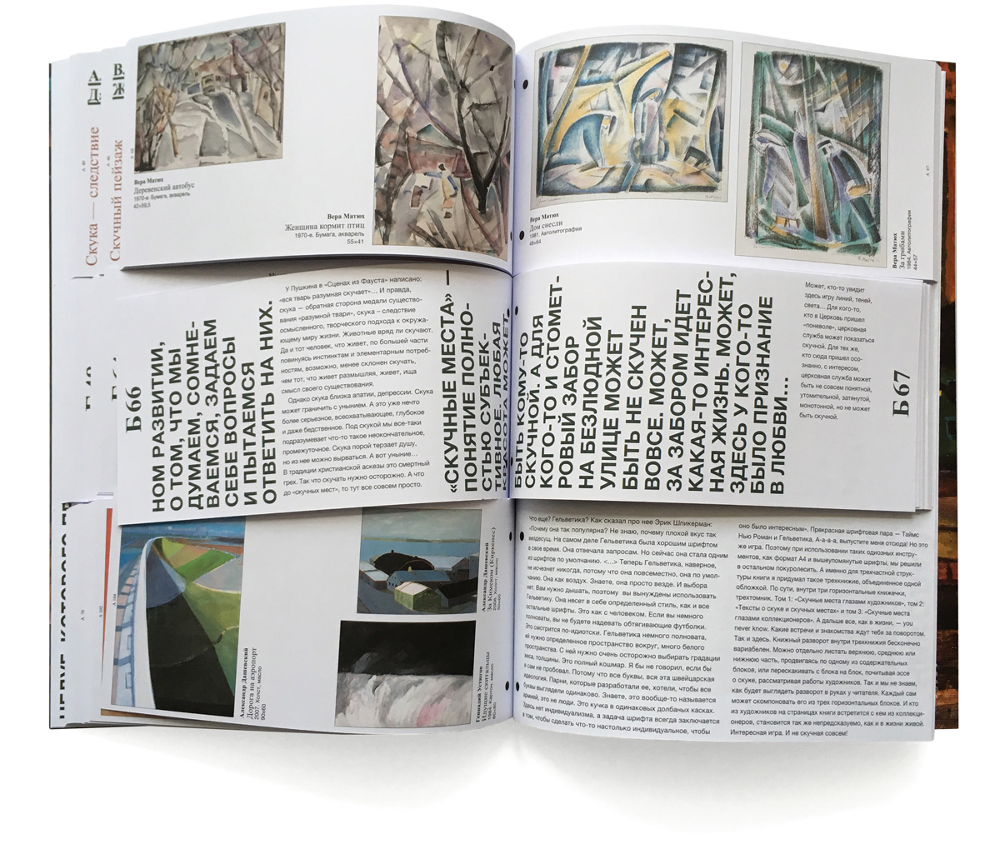 А.
Д.
В.
Ж
Скука — следствие
Скучный пейзаж
Вера Матюх
Деревенский автобус
1970-е. Бумага, акварель
42×59,5
Вера Матюх
Женщина кормит птиц
1970-е. Бумага, акварель
55×41
Вера Матюх
Дом снесли
1981. Автолитография
49×64
Вера Матюх
За грибами
1984. Автолитография
44×57
А 67
Б66
НОМ РАЗВИТИИ,
О ТОМ, ЧТО МЫ
ДУМАЕМ, СОМНЕ-
ВАЕМСЯ, ЗАДАЕМ
СЕБЕ ВОПРОСЫ
И ПЫТАЕМСЯ
ОТВЕТИТЬ НА НИХ.
У Пушкина в «Сценах из Фауста» написано:
«вся тварь разумная скучает»… И правда,
скука – обратная сторона медали существо-
вания «разумной твари», скука – следствие
осмысленного, творческого подхода к окружа-
ющему миру жизни. Животные вряд ли скучают.
Да и тот человек, что живет, по большей части
повинуясь инстинктам и элементарным потреб-
ностям, возможно, менее склонен скучать,
чем тот, что живет размышляя, живет, ища
смысл своего существования.
Однако скука близка апатии, депрессии. Скука
может граничить с унынием. А это уже нечто
более серьезное, всеохватывающее, глубокое
и даже бедственное. Под скукой мы все-таки
подразумевает что-то такое неокончательное,
промежуточное. Скука порой терзает душу,
но из нее можно вырваться. А вот уныние…
В традиции христианской аскезы это смертный
грех. Так что скучать нужно осторожно. А что
до «скучных мест», то тут все совсем просто.
«СКУЧНЫЕ МЕСТА» –
ПОНЯТИЕ ПОЛНО-
СТЬЮ СУБЪЕК-
ТИВНОЕ. ЛЮБАЯ
КРАСОТА МОЖЕТ
БЫТЬ КОМУ-ТО
СКУЧНОЙ. А ДЛЯ
КОГО-ТО И СТОМЕТ-
РОВЫЙ ЗАБОР
НА БЕЗЛЮДНОЙ
УЛИЦЕ МОЖЕТ
БЫТЬ НЕ СКУЧЕН
ВОВСЕ. МОЖЕТ,
ЗА ЗАБОРОМ ИДЕТ
КАКАЯ-ТО ИНТЕРЕС-
НАЯ ЖИЗНЬ. МОЖЕТ,
ЗДЕСЬ У КОГО-ТО
БЫЛО ПРИЗНАНИЕ
В ЛЮБВИ…
Может, кто-то увидит
здесь игру линий, теней,
света… Для кого-то,
кто в Церковь пришел
«поневоле», церковная
служба может показаться
скучной. Для тех же,
кто сюда пришел осо-
знанно, с интересом,
церковная служба может
быть не совсем понятной,
утомительной, затянутой,
монотонной, но не может
быть скучной.
Б67
А 78
А 102
А 104
Александр Дашевский
Дорога на аэропорт
2007. Холст, масло
90×60
Александр Дашевский
За Кимском (Киркенес)
Холст, масло
Геннадий Устюгов
Идущие скитальцы
1984. картон, масло
Что еще? Гельветика? Как сказал про нее Эрик Шпикерман:
«Почему она так популярна? Не знаю, почему плохой вкус так
вездесущ. На самом деле Гельветика была хорошим шрифтом
в свое время. Она отвечала запросам. Но сейчас она стала одним
из шрифтов по умолчанию. <…> Теперь Гельветика, наверное,
не исчезнет никогда, потому что она повсеместно, она по умол-
чанию. Она как воздух. Знаете, она просто везде. И выбора
нет. Вам нужно дышать, поэтому вы вынуждены использовать
Гельветику. Она несет в себе определенный стиль, как и все
остальные шрифты. Это как с человеком. Если вы немного
полноваты, вы не будете надевать обтягивающие футболки.
Это смотрится по-идиотски. Гельветика немного полновата,
ей нужно определенное пространство вокруг, много белого
пространства. С ней нужно очень осторожно выбирать градации
веса, толщины. Это полный кошмар. Я бы не говорил, если бы
я сам не пробовал. Потому что все буквы, вся эта швейцарская
идеология. Парни, которые разработали ее, хотели, чтобы все
буквы выглядели одинаково. Знаете, это вообще-то называется
армией, это не люди. Это кучка в одинаковых долбаных касках.
Здесь нет индивидуализма, а задача шрифта всегда заключается
в том, чтобы сделать что-то настолько индивидуальное, чтобы
оно было интересным». Прекрасная шрифтовая пара — Таймс
Нью Роман и Гельветика. А-а-а-а, выпустите меня отсюда! Но это
же игра. Поэтому при использовании таких одиозных инстру-
ментов, как формат А4 и вышеупомянутые шрифты, мы решили
в остальном покуролесить. А именно для трехчастной струк-
туры книги я придумал такое трехкнижие, объединенное одной
обложкой. По сути, внутри три горизонтальные книжечки,
трехтомник. Том 1: «Скучные места глазами художников», том 2:
«Тексты о скуке и скучных местах» и том 3: «Скучные места
глазами коллекционеров». А дальше все, как в жизни, — you
never know. Какие встречи и знакомства ждут тебя за поворотом.
Так и здесь. Книжный разворот внутри трехкнижия бесконечно
вариабелен. Можно отдельно листать верхнюю, среднюю или
нижнюю часть, продвигаясь по одному из содержательных
блоков, или перескакивать с блока на блок, почитывая эссе
о скуке, рассматривая работы художников. Так и мы не знаем,
как будет выглядеть разворот в руках у читателя. Каждый сам
может скомпоновать его из трех горизонтальных блоков. И кто
из художников на страницах книги встретится с кем из коллекци-
онеров, становится так же непредсказуемо, как и в жизни живой.
Интересная игра. И не скучная совсем!